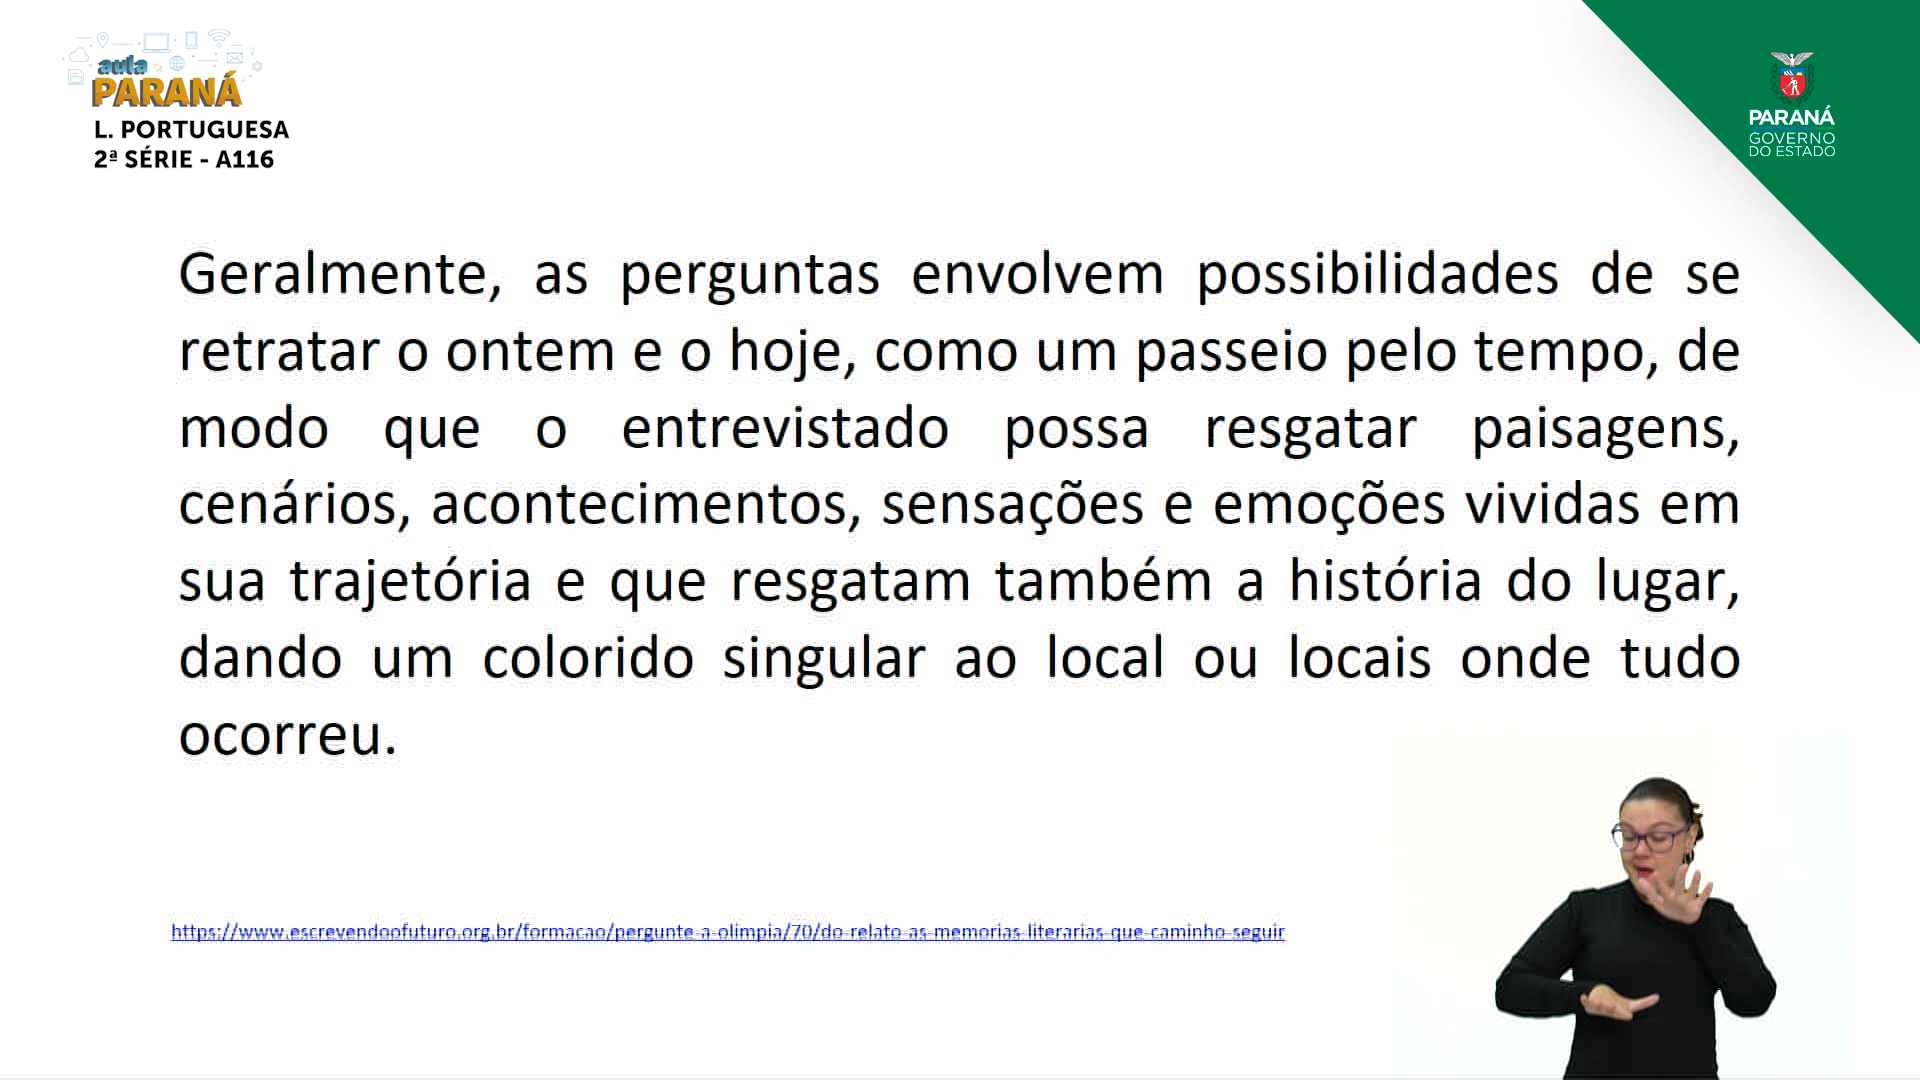 aula
PARANÁ
L. PORTUGUESA
2ª SÉRIE - A116
PARANÁ
GOVERNO
DO ESTADO
Geralmente, as perguntas envolvem possibilidades de se
retratar o ontem e o hoje, como um passeio pelo tempo, de
modo que o entrevistado possa resgatar paisagens,
cenários, acontecimentos, sensações e emoções vividas em
sua trajetória e que resgatam também a história do lugar,
dando um colorido singular ao local ou locais onde tudo
ocorreu.
https://www.escrevendoofuturo.org.br/formacao/pergunte-a-olimpia/70/do-relato-as-memorias-literarias-que-caminho-seguir